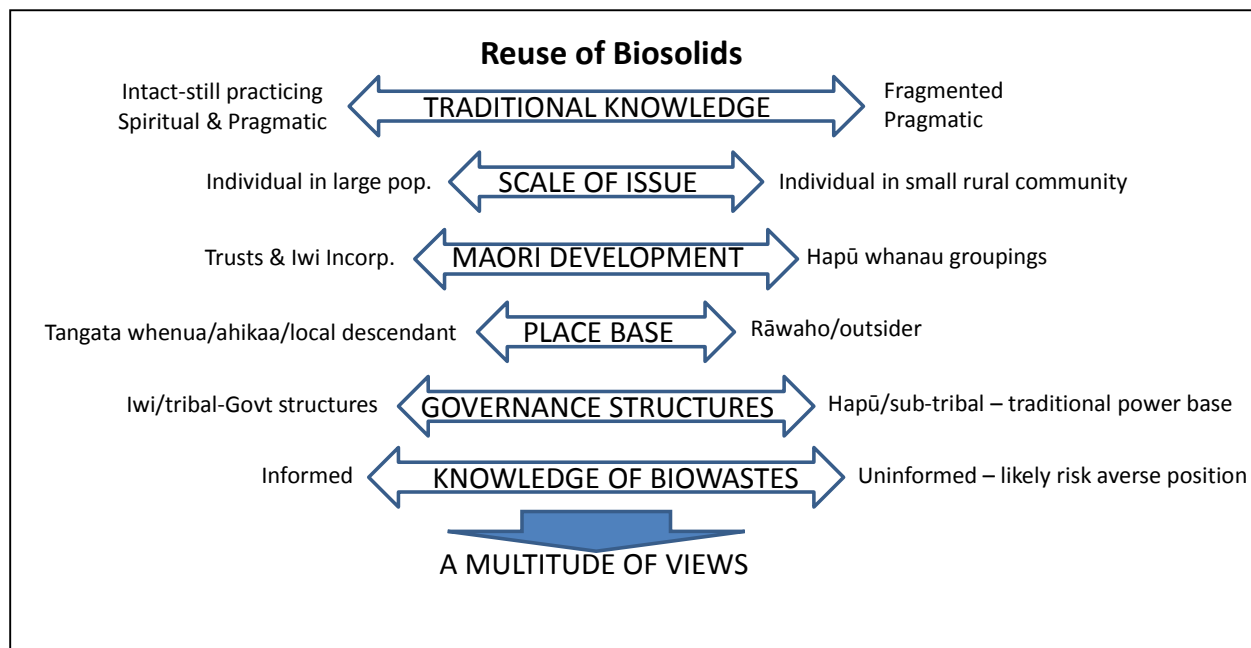 Reuse of Biosolids
Intact-still practicing
Spiritual & Pragmatic
TRADITIONAL KNOWLEDGE
Fragmented
Pragmatic
Individual in large pop.
SCALE OF ISSUE
Individual in small rural community
Trusts & Iwi Incorp.
MAORI DEVELOPMENT
Hapū whanau groupings
Tangata whenua/ahikaa/local descendant
PLACE BASE
Rāwaho/outsider
Iwi/tribal-Govt structures
GOVERNANCE STRUCTURES
Hapū/sub-tribal – traditional power base
Informed
KNOWLEDGE OF BIOWASTES
Uninformed – likely risk averse position
A MULTITUDE OF VIEWS